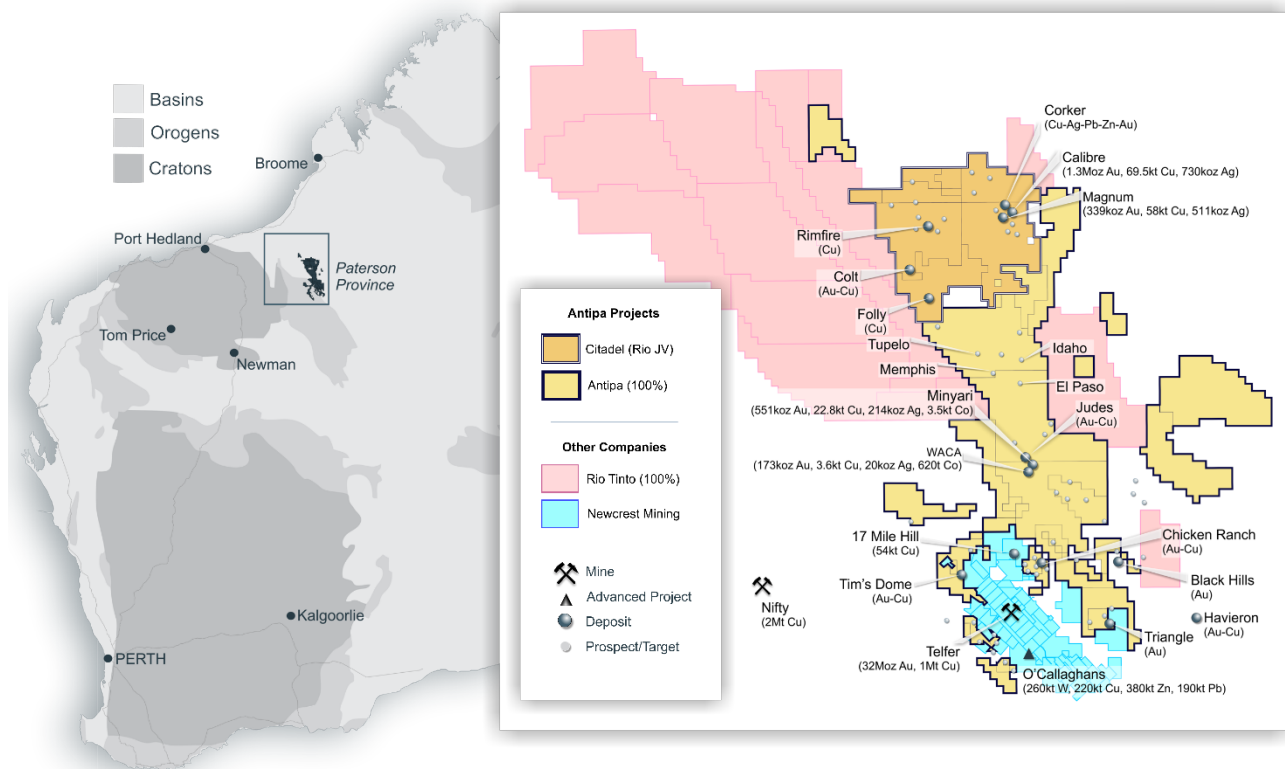 Basins
Orogens
Cratons
Broome
Port Hedland
Paterson
Province
Tom Price
Newman
Kalgoorlie
PERTH
Antipa Projects
Citadel (Rio JV)
Antipa (100%)
Other Companies
Rio Tinto (100%)
Newcrest Mining
Mine
Advanced Project
Deposit
Prospect/Target
Corker
(Cu-Ag-Pb-Zn-Au)
Calibre
(1.3Moz Au, 69.5kt Cu, 730koz Ag)
Magnum
(339koz Au, 58kt Cu, 511koz Ag)
Rimfire
(Cu)
Colt
(Au-Cu)
Folly
(Cu)
Tupelo
Idaho
Memphis
El Paso
Minyari
(551koz Au, 22.8kt Cu, 214koz Ag, 3.5kt Co)
Judes
(Au-Cu)
WACA
(173koz Au, 3.6kt Cu, 20koz Ag, 620t Co)
17 Mile Hill
(54kt Cu)
Chicken Ranch
(Au-Cu)
Tim's Dome
(Au-Cu)
Black Hills
(Au)
Nifty
(2Mt Cu)
Havieron
(Au-Cu)
Triangle
(Au)
Telfer
(32Moz Au, 1Mt Cu)
O'Callaghans
(260kt W, 220kt Cu, 380kt Zn, 190kt Pb)